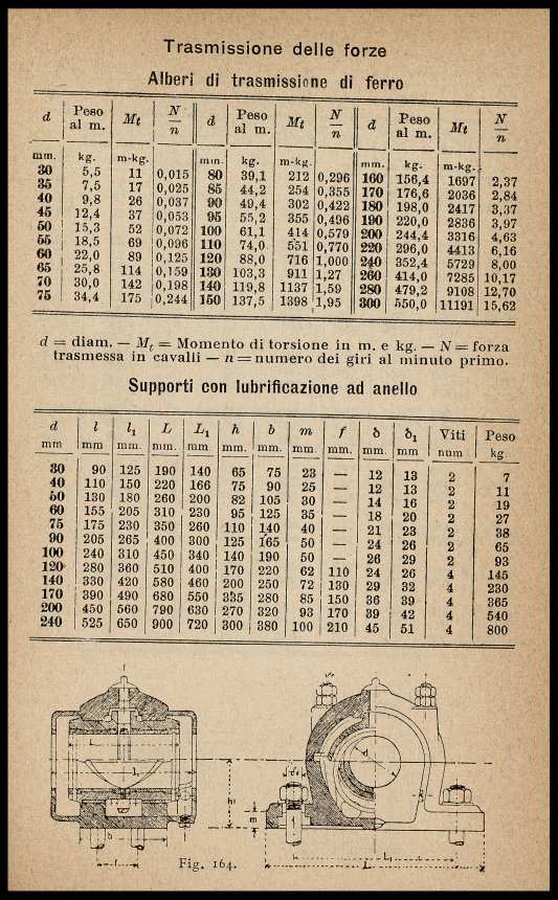 Trasmissione delle forze
Alberi di trasmissione di ferro
d Peso al m. Mt N/n d Peso al m. Mt N/n d Peso al m. Mt N/n
mm. kg. m-kg. mm. kg. m-kg. mm. kg. m-kg.
30 5,5 11 0,015 80 39,1 212 0,296 160 156,4 1697 2,37
35 7,5 17 0,025 85 44,2 254 0,355 170 176,6 2036 2,84
40 9,8 26 0,037 90 49,4 302 0,422 180 198,0 2417 3,37
45 12,4 37 0,053 95 55,2 355 0,496 190 220,0 2836 3,97
50 15,3 52 0,072 100 61,1 414 0,579 200 244,4 3316 4,63
55 18,5 69 0,096 110 74,0 551 0,770 220 296,0 4413 6,16
60 22,0 89 0,125 120 88,0 716 1,000 240 352,4 5729 8,00
65 25,8 114 0,159 130 103,3 911 1,27 260 414,0 7285 10,17
70 30,0 142 0,198 140 119,8 1137 1,59 280 479,2 9108 12,70
75 34,4 175 0,244 150 137,5 1398 1,95 300 550,0 11191 15,62
d = diam. — Mt = Momento di torsione in m. e kg. — N = forza
trasmessa in cavalli — n = numero dei giri al minuto primo.
Supporti con lubrificazione ad anello
d l l1 L L1 h b m f δ δ1 Viti Peso
mm mm mm. mm. mm. mm. mm. mm. mm. mm. mm num kg.
30 90 125 190 140 65 75 23 — 12 13 2 7
40 110 150 220 166 75 90 25 — 12 13 2 11
50 130 180 260 200 82 105 30 — 14 16 2 19
60 155 205 310 230 95 125 35 — 18 20 2 27
75 175 230 350 260 110 140 40 — 21 23 2 38
90 205 265 400 300 125 165 50 — 24 26 2 65
100 240 310 450 340 140 190 50 — 26 29 2 93
120 280 360 510 400 170 220 62 110 24 26 4 145
140 330 420 580 460 200 250 72 130 29 32 4 230
170 390 490 680 550 335 280 85 150 36 39 4 365
200 450 560 790 630 270 320 93 170 39 42 4 540
240 525 650 900 720 300 380 100 210 45 51 4 800
Fig. 164.